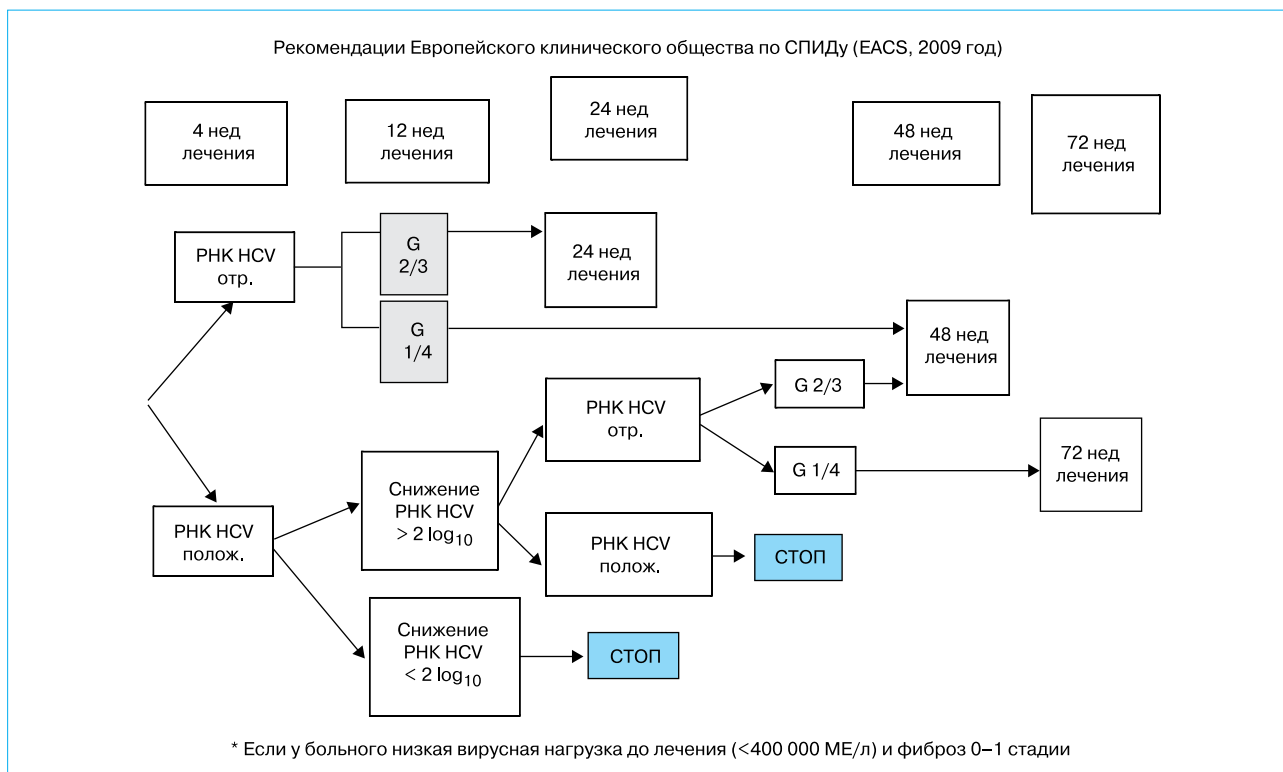 Рекомендации Европейского клинического общества по СПИДу (EACS, 2009 год)
4 нед
лечения
12 нед
лечения
24 нед
лечения
48 нед
лечения
72 нед
лечения
РНК HCV
отр.
G
2/3
24 нед
лечения
G
1/4
48 нед
лечения
РНК HCV
отр.
G 2/3
G 1/4
72 нед
лечения
РНК HCV
полож.
Снижение
РНК HCV
> 2 log₁₀
РНК HCV
полож.
СТОП
Снижение
РНК HCV
< 2 log₁₀
СТОП
* Если у больного низкая вирусная нагрузка до лечения (<400 000 МЕ/л) и фиброз 0–1 стадии